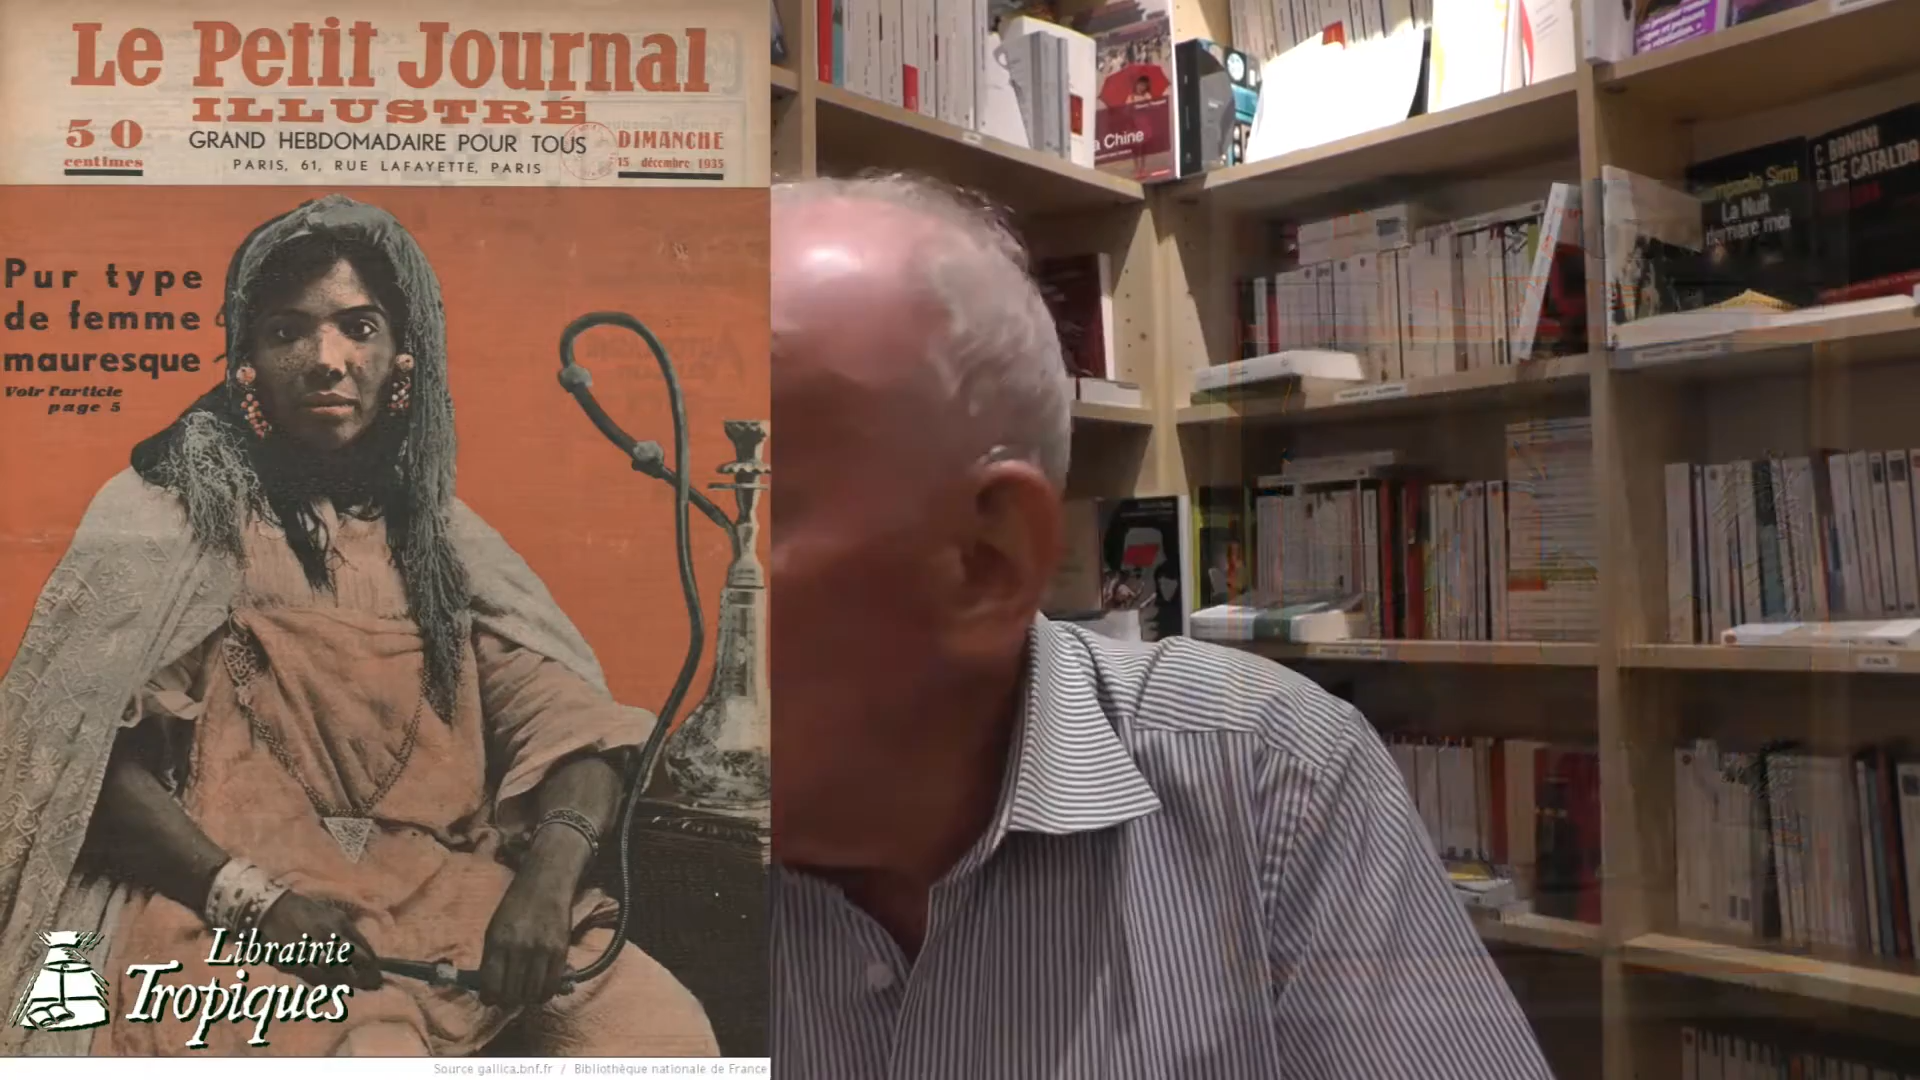 Le Petit Journal
ILLUSTRÉ
50
centimes
GRAND HEBDOMADAIRE POUR TOUS
PARIS, 61, RUE LAFAYETTE, PARIS
DIMANCHE
15 décembre 1935
Pur type
de femme
mauresque
Voir l'article
page 5
Librairie
Tropiques
Source gallica.bnf.fr / Bibliothèque nationale de France
Chine
Simi
La Nuit
derrière moi
C. BONINI
G. DE CATALDO